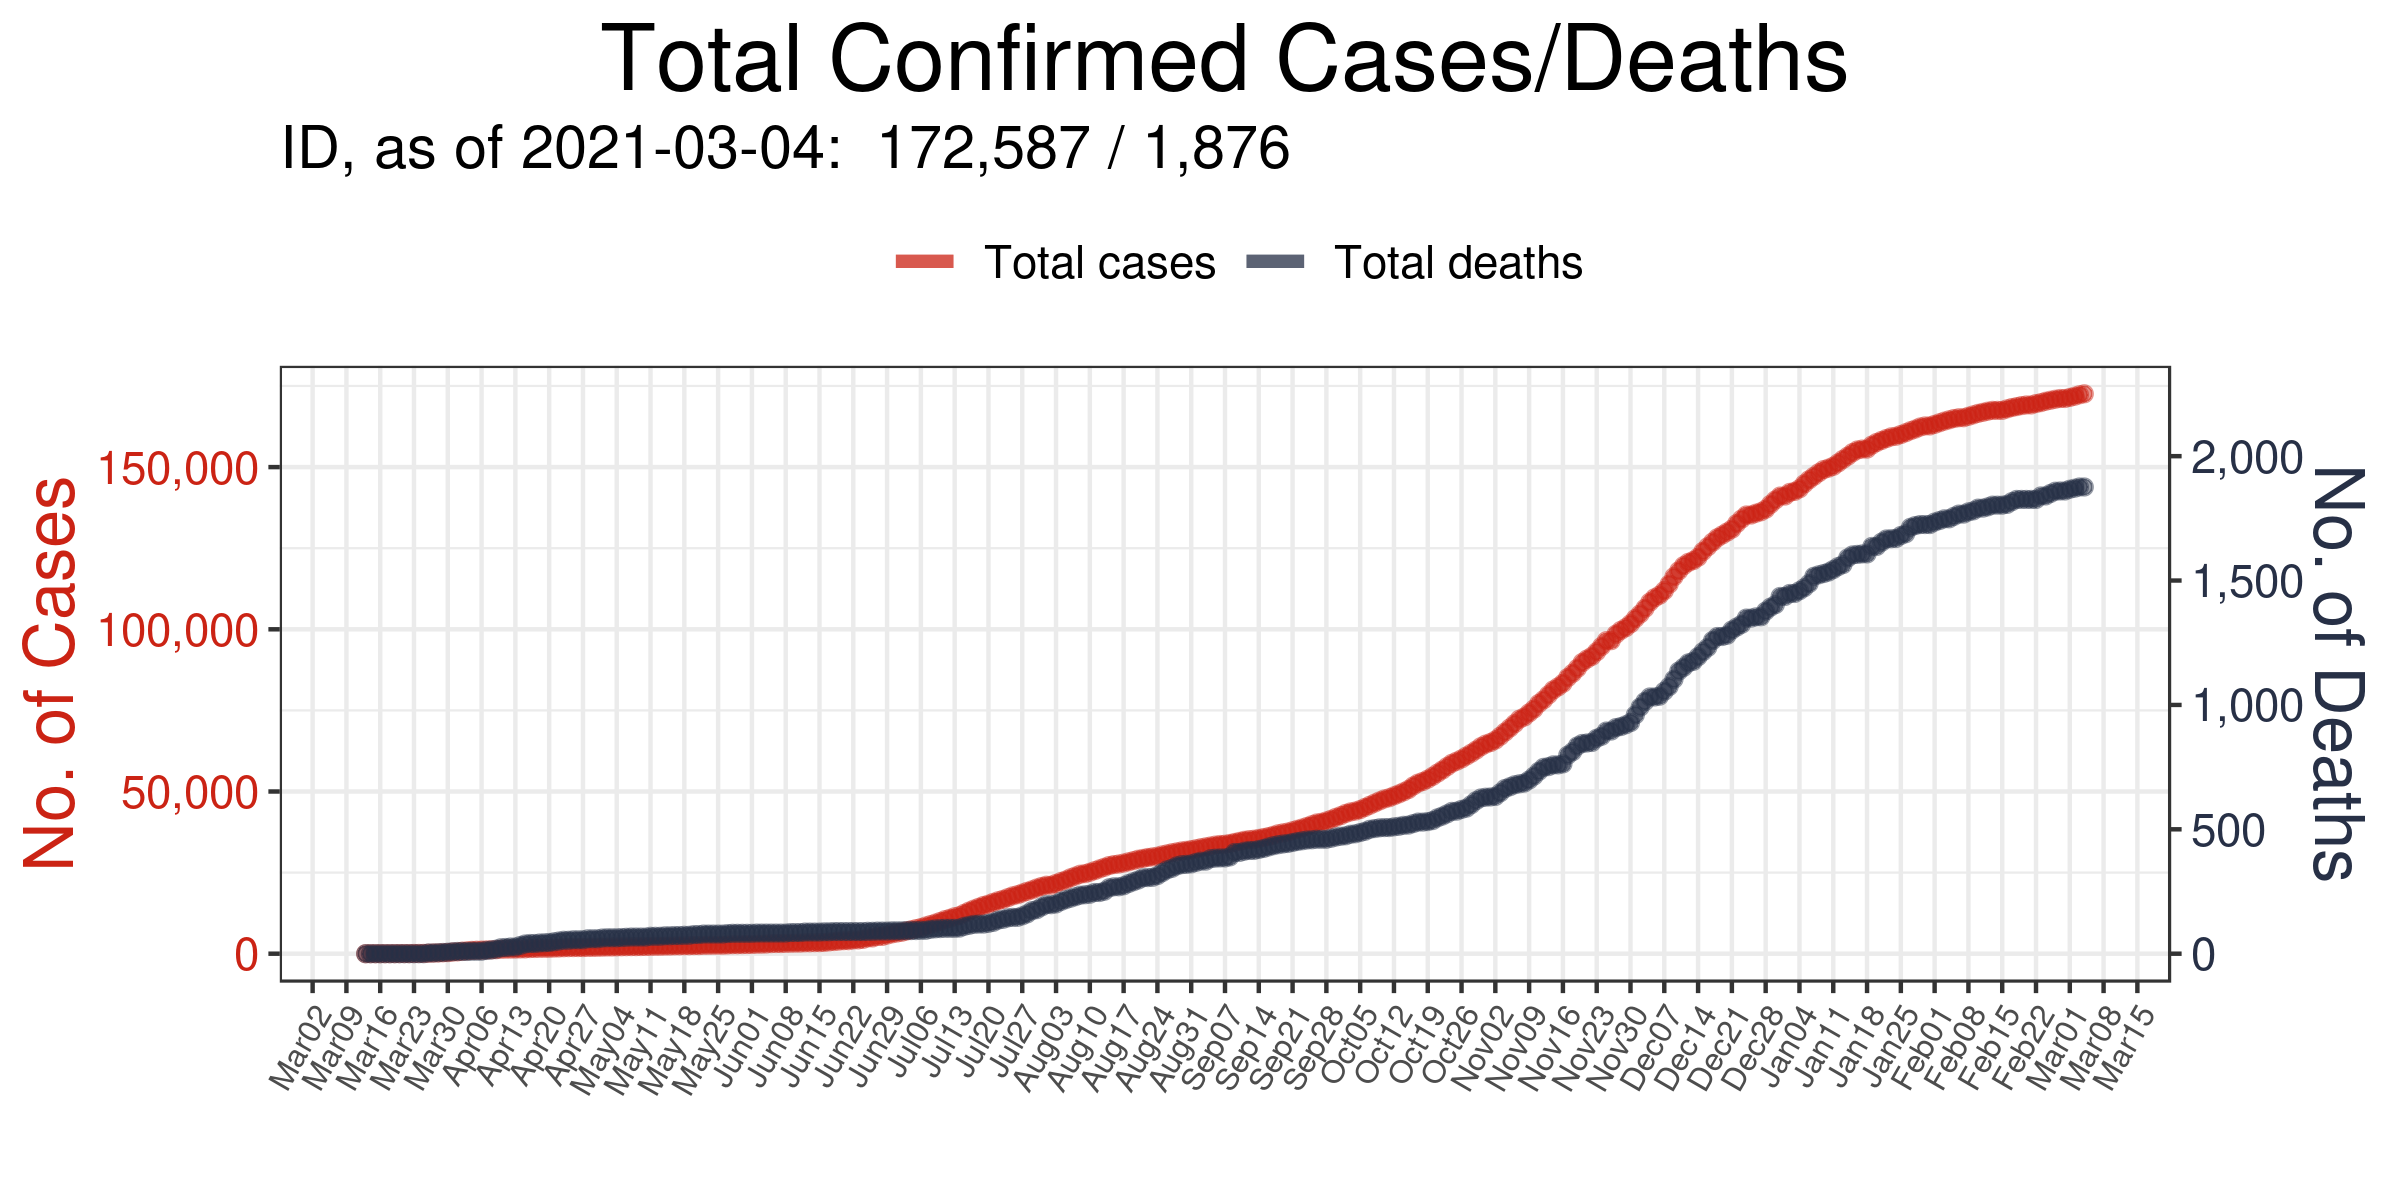 Total Confirmed Cases/Deaths
ID, as of 2021-03-04: 172,587 / 1,876
Total cases Total deaths
No. of Cases
150,000
100,000
50,000
0
2,000
1,500
1,000
500
0
No. of Deaths
Mar02 Mar09 Mar16 Mar23 Mar30 Apr06 Apr13 Apr20 Apr27 May04 May11 May18 May25 Jun01 Jun08 Jun15 Jun22 Jun29 Jul06 Jul13 Jul20 Jul27 Aug03 Aug10 Aug17 Aug24 Aug31 Sep07 Sep14 Sep21 Sep28 Oct05 Oct12 Oct19 Oct26 Nov02 Nov09 Nov16 Nov23 Nov30 Dec07 Dec14 Dec21 Dec28 Jan04 Jan11 Jan18 Jan25 Feb01 Feb08 Feb15 Feb22 Mar01 Mar08 Mar15